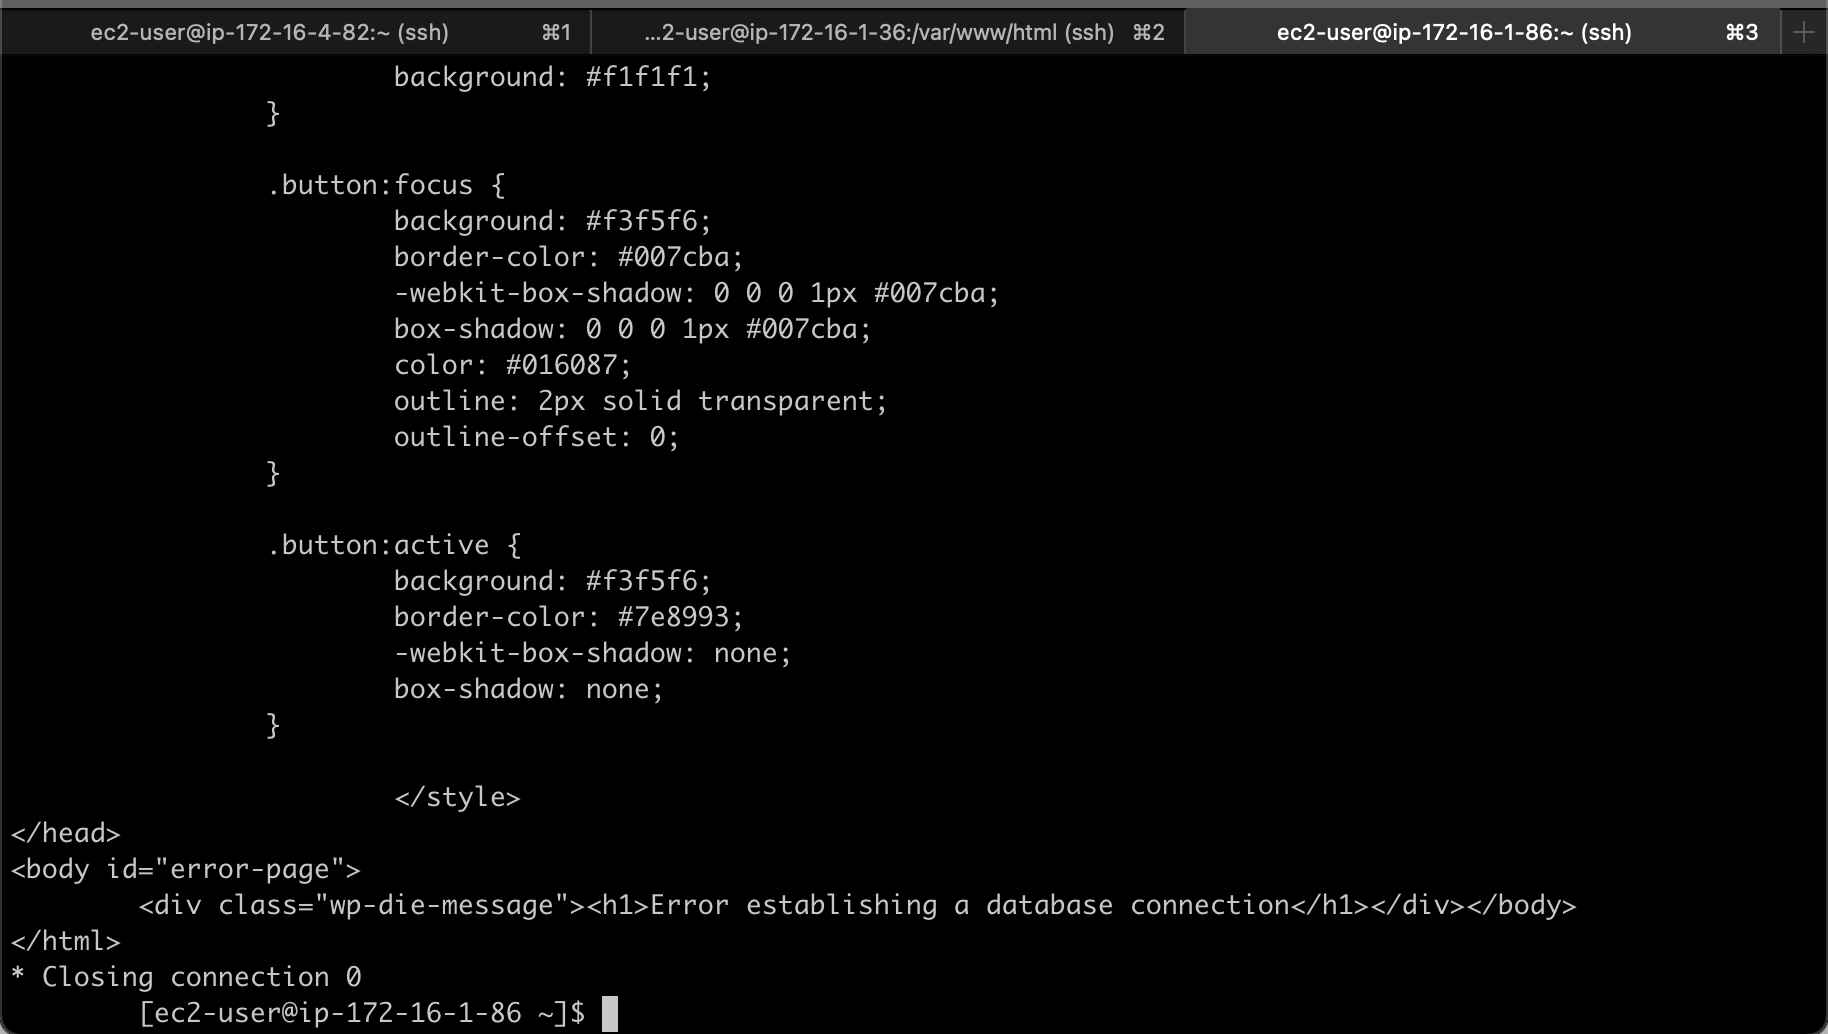 ec2-user@ip-172-16-4-82:~ (ssh) ⌘1 ...2-user@ip-172-16-1-36:/var/www/html (ssh) ⌘2 ec2-user@ip-172-16-1-86:~ (ssh) ⌘3
background: #f1f1f1;
}
.button:focus {
background: #f3f5f6;
border-color: #007cba;
-webkit-box-shadow: 0 0 0 1px #007cba;
box-shadow: 0 0 0 1px #007cba;
color: #016087;
outline: 2px solid transparent;
outline-offset: 0;
}
.button:active {
background: #f3f5f6;
border-color: #7e8993;
-webkit-box-shadow: none;
box-shadow: none;
}
</style>
</head>
<body id="error-page">
<div class="wp-die-message"><h1>Error establishing a database connection</h1></div></body>
</html>
* Closing connection 0
[ec2-user@ip-172-16-1-86 ~]$